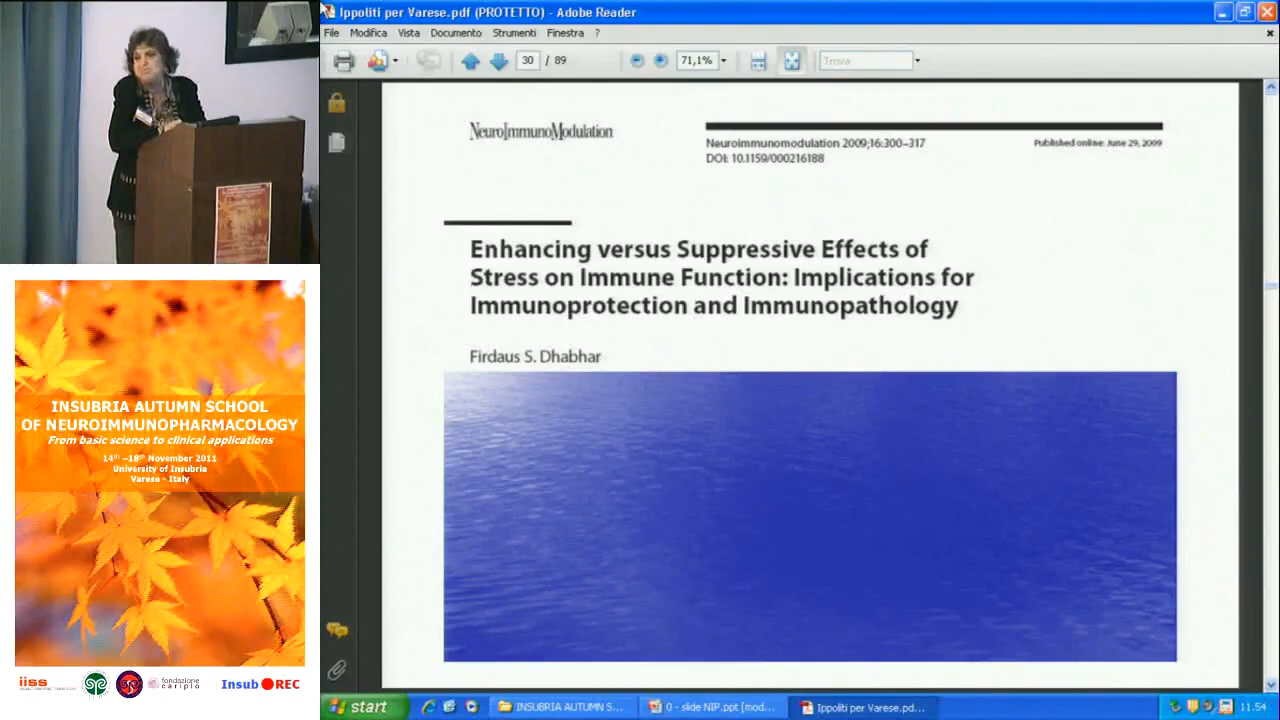 Ippoliti per Varese.pdf (PROTETTO) - Adobe Reader
File Modifica Vista Documento Strumenti Finestra ?
30 / 89 71,1% Trova
NeuroImmunoModulation
Neuroimmunomodulation 2009;16:300–317
DOI: 10.1159/000216188
Published online: June 29, 2009
Enhancing versus Suppressive Effects of
Stress on Immune Function: Implications for
Immunoprotection and Immunopathology
Firdaus S. Dhabhar
INSUBRIA AUTUMN SCHOOL
OF NEUROIMMUNOPHARMACOLOGY
From basic science to clinical applications
14th –18th November 2011
University of Insubria
Varese - Italy
iiss
fondazione
cariplo
Insub REC
start
INSUBRIA AUTUMN S...
0 - slide NIP.ppt [mod...
Ippoliti per Varese.pd...
11.54